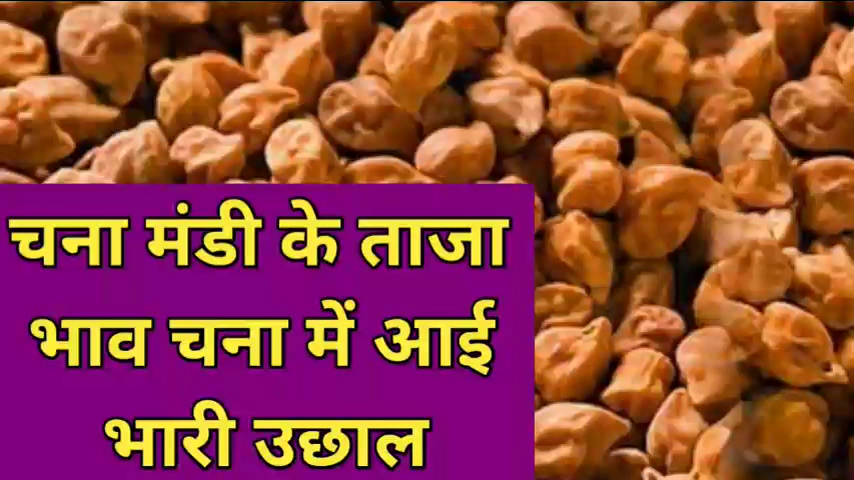 चना मंडी के ताजा
भाव चना में आई
भारी उछाल